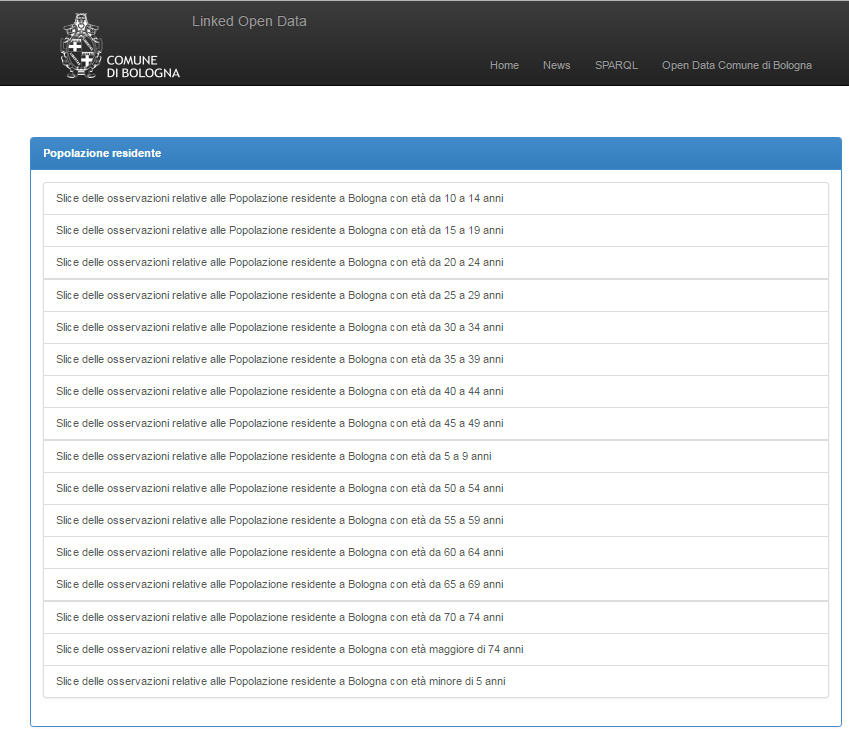 Linked Open Data
COMUNE
DI BOLOGNA
Home News SPARQL Open Data Comune di Bologna
Popolazione residente
Slice delle osservazioni relative alle Popolazione residente a Bologna con età da 10 a 14 anni
Slice delle osservazioni relative alle Popolazione residente a Bologna con età da 15 a 19 anni
Slice delle osservazioni relative alle Popolazione residente a Bologna con età da 20 a 24 anni
Slice delle osservazioni relative alle Popolazione residente a Bologna con età da 25 a 29 anni
Slice delle osservazioni relative alle Popolazione residente a Bologna con età da 30 a 34 anni
Slice delle osservazioni relative alle Popolazione residente a Bologna con età da 35 a 39 anni
Slice delle osservazioni relative alle Popolazione residente a Bologna con età da 40 a 44 anni
Slice delle osservazioni relative alle Popolazione residente a Bologna con età da 45 a 49 anni
Slice delle osservazioni relative alle Popolazione residente a Bologna con età da 5 a 9 anni
Slice delle osservazioni relative alle Popolazione residente a Bologna con età da 50 a 54 anni
Slice delle osservazioni relative alle Popolazione residente a Bologna con età da 55 a 59 anni
Slice delle osservazioni relative alle Popolazione residente a Bologna con età da 60 a 64 anni
Slice delle osservazioni relative alle Popolazione residente a Bologna con età da 65 a 69 anni
Slice delle osservazioni relative alle Popolazione residente a Bologna con età da 70 a 74 anni
Slice delle osservazioni relative alle Popolazione residente a Bologna con età maggiore di 74 anni
Slice delle osservazioni relative alle Popolazione residente a Bologna con età minore di 5 anni